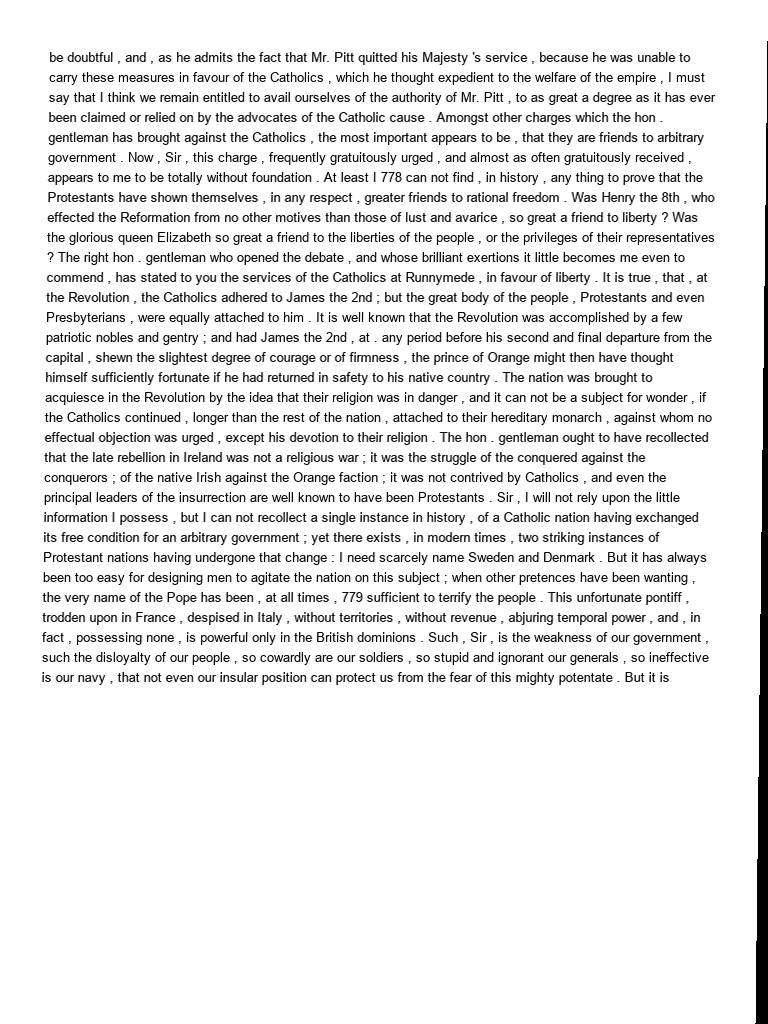 be doubtful , and , as he admits the fact that Mr. Pitt quitted his Majesty 's service , because he was unable to
carry these measures in favour of the Catholics , which he thought expedient to the welfare of the empire , I must
say that I think we remain entitled to avail ourselves of the authority of Mr. Pitt , to as great a degree as it has ever
been claimed or relied on by the advocates of the Catholic cause . Amongst other charges which the hon .
gentleman has brought against the Catholics , the most important appears to be , that they are friends to arbitrary
government . Now , Sir , this charge , frequently gratuitously urged , and almost as often gratuitously received ,
appears to me to be totally without foundation . At least I 778 can not find , in history , any thing to prove that the
Protestants have shown themselves , in any respect , greater friends to rational freedom . Was Henry the 8th , who
effected the Reformation from no other motives than those of lust and avarice , so great a friend to liberty ? Was
the glorious queen Elizabeth so great a friend to the liberties of the people , or the privileges of their representatives
? The right hon . gentleman who opened the debate , and whose brilliant exertions it little becomes me even to
commend , has stated to you the services of the Catholics at Runnymede , in favour of liberty . It is true , that , at
the Revolution , the Catholics adhered to James the 2nd ; but the great body of the people , Protestants and even
Presbyterians , were equally attached to him . It is well known that the Revolution was accomplished by a few
patriotic nobles and gentry ; and had James the 2nd , at . any period before his second and final departure from the
capital , shewn the slightest degree of courage or of firmness , the prince of Orange might then have thought
himself sufficiently fortunate if he had returned in safety to his native country . The nation was brought to
acquiesce in the Revolution by the idea that their religion was in danger , and it can not be a subject for wonder , if
the Catholics continued , longer than the rest of the nation , attached to their hereditary monarch , against whom no
effectual objection was urged , except his devotion to their religion . The hon . gentleman ought to have recollected
that the late rebellion in Ireland was not a religious war ; it was the struggle of the conquered against the
conquerors ; of the native Irish against the Orange faction ; it was not contrived by Catholics , and even the
principal leaders of the insurrection are well known to have been Protestants . Sir , I will not rely upon the little
information I possess , but I can not recollect a single instance in history , of a Catholic nation having exchanged
its free condition for an arbitrary government ; yet there exists , in modern times , two striking instances of
Protestant nations having undergone that change : I need scarcely name Sweden and Denmark . But it has always
been too easy for designing men to agitate the nation on this subject ; when other pretences have been wanting ,
the very name of the Pope has been , at all times , 779 sufficient to terrify the people . This unfortunate pontiff ,
trodden upon in France , despised in Italy , without territories , without revenue , abjuring temporal power , and , in
fact , possessing none , is powerful only in the British dominions . Such , Sir , is the weakness of our government ,
such the disloyalty of our people , so cowardly are our soldiers , so stupid and ignorant our generals , so ineffective
is our navy , that not even our insular position can protect us from the fear of this mighty potentate . But it is